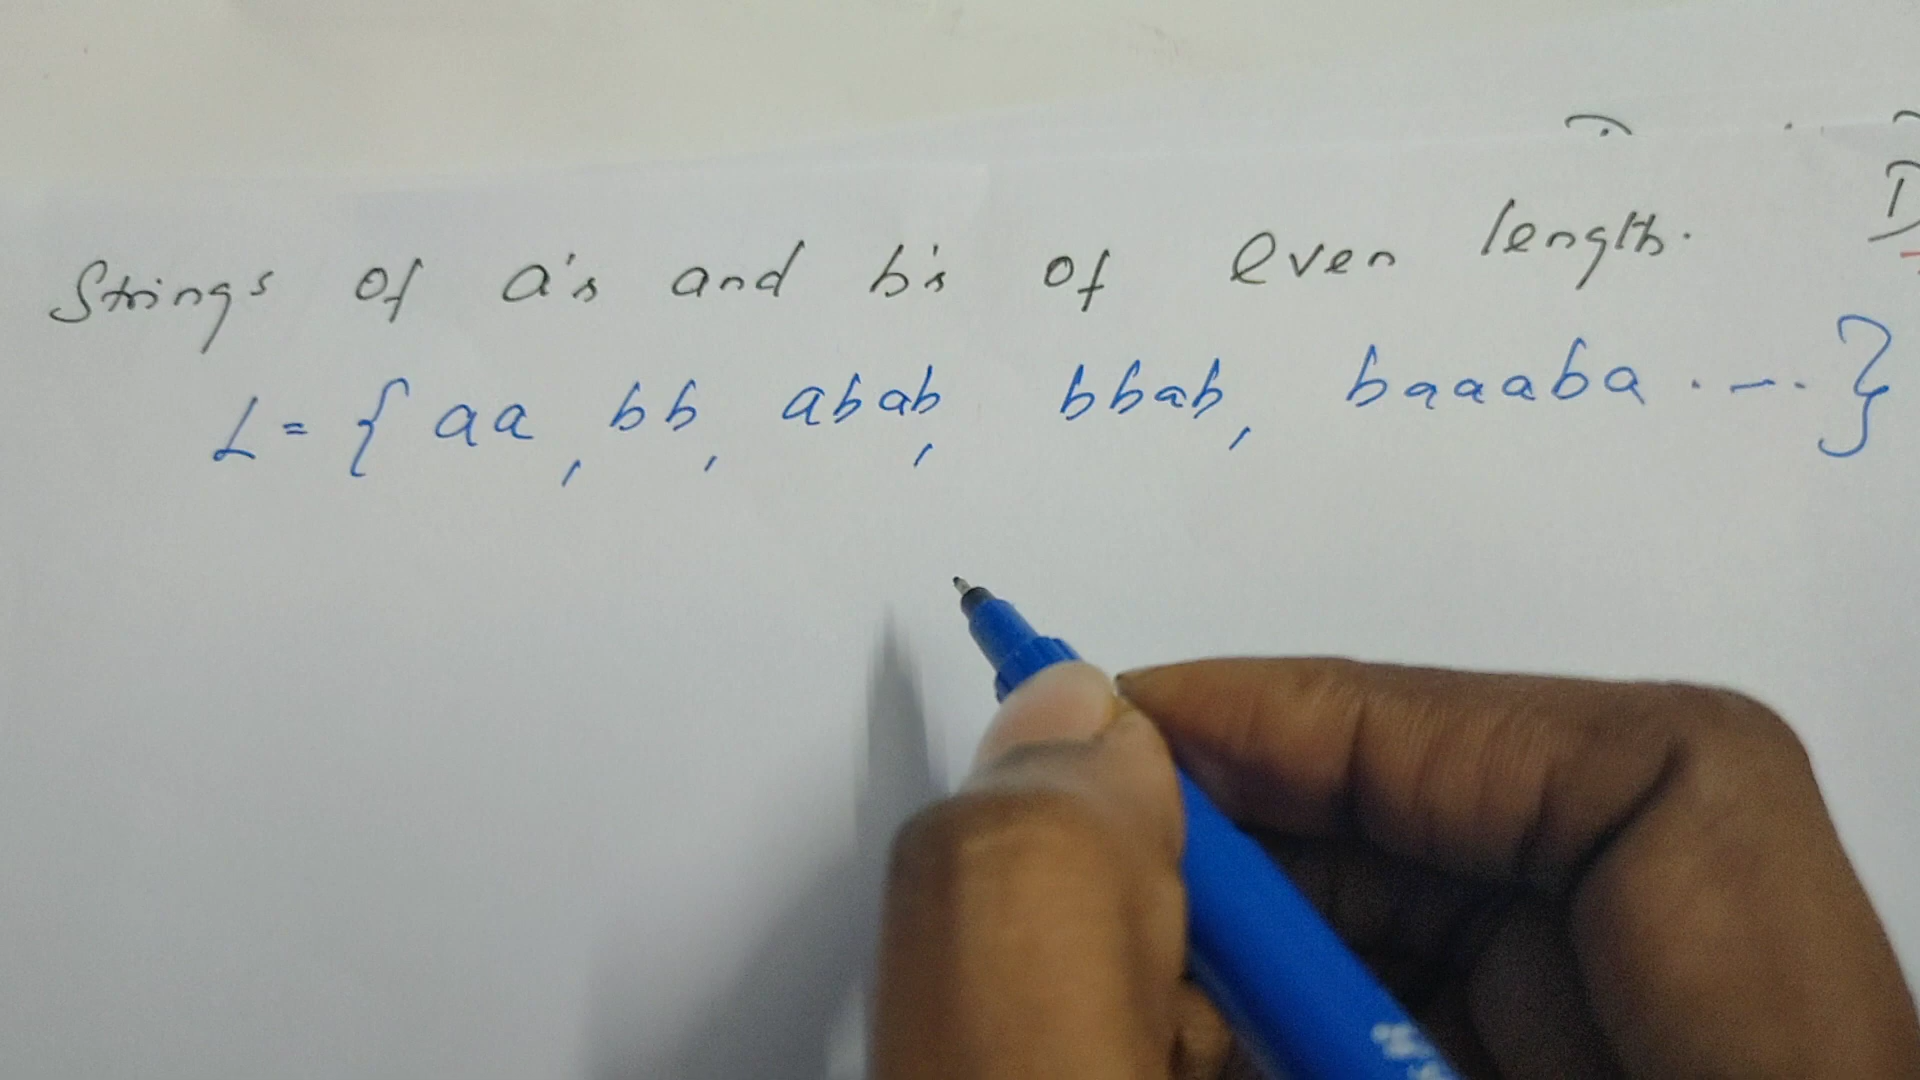 Strings of a's and b's of even length.
L = { aa, bb, abab, bbab, baaaba . -- . }